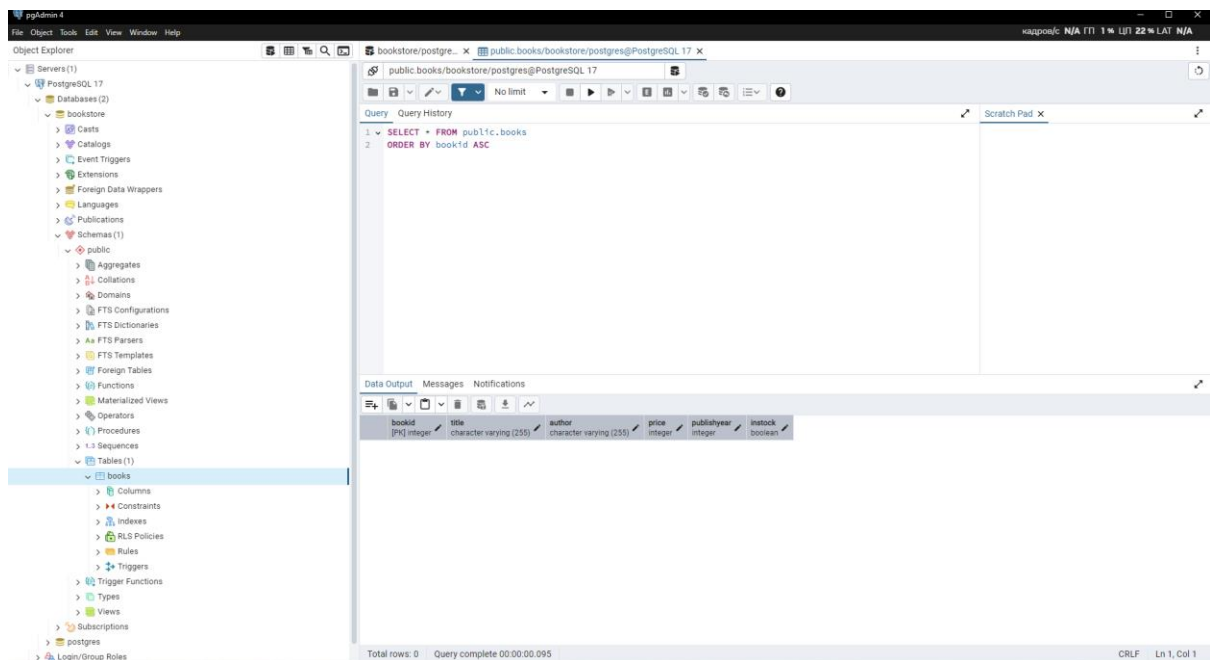 pgAdmin 4
File Object Tools Edit View Window Help
кадров/с N/A ГП 1 % ЦП 22 % LAT N/A
Object Explorer
bookstore/postgre... X
public.books/bookstore/postgres@PostgreSQL 17 X
Servers (1)
PostgreSQL 17
Databases (2)
bookstore
Casts
Catalogs
Event Triggers
Extensions
Foreign Data Wrappers
Languages
Publications
Schemas (1)
public
Aggregates
Collations
Domains
FTS Configurations
FTS Dictionaries
FTS Parsers
FTS Templates
Foreign Tables
Functions
Materialized Views
Operators
Procedures
1..3 Sequences
Tables (1)
books
Columns
Constraints
Indexes
RLS Policies
Rules
Triggers
Trigger Functions
Types
Views
Subscriptions
postgres
Login/Group Roles
public.books/bookstore/postgres@PostgreSQL 17
No limit
Query Query History
Scratch Pad X
1 SELECT * FROM public.books
2 ORDER BY bookid ASC
Data Output Messages Notifications
bookid title author price publishyear instock
[PK] integer character varying (255) character varying (255) integer integer boolean
Total rows: 0 Query complete 00:00:00.095 CRLF Ln 1, Col 1